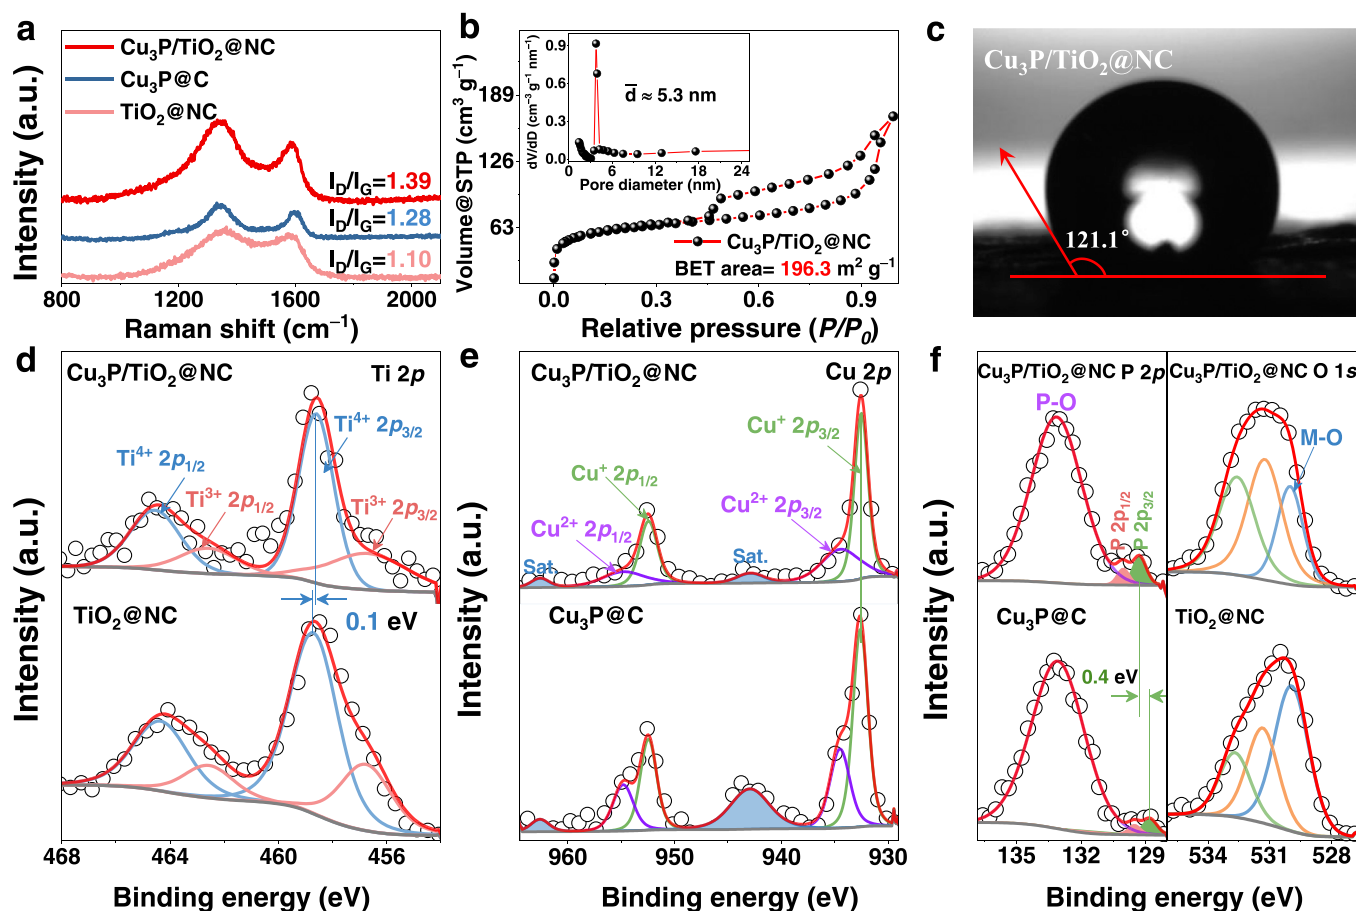 a
Cu₃P/TiO₂@NC
Cu₃P@C
TiO₂@NC
I_D/I_G=1.39
I_D/I_G=1.28
I_D/I_G=1.10
Intensity (a.u.)
800 1200 1600 2000
Raman shift (cm⁻¹)
b
Volume@STP (cm³ g⁻¹)
189
126
63
0.0 0.3 0.6 0.9
Relative pressure (P/P₀)
dV/dD (cm⁻³ g⁻¹ nm⁻¹)
0.9
0.6
0.3
0.0
0 6 12 18 24
Pore diameter (nm)
d̅ ≈ 5.3 nm
Cu₃P/TiO₂@NC
BET area= 196.3 m² g⁻¹
c
Cu₃P/TiO₂@NC
121.1°
d
Cu₃P/TiO₂@NC Ti 2p
Ti⁴⁺ 2p₃/₂
Ti⁴⁺ 2p₁/₂
Ti³⁺ 2p₁/₂
Ti³⁺ 2p₃/₂
TiO₂@NC
0.1 eV
Intensity (a.u.)
468 464 460 456
Binding energy (eV)
e
Cu₃P/TiO₂@NC Cu 2p
Cu⁺ 2p₃/₂
Cu⁺ 2p₁/₂
Cu²⁺ 2p₃/₂
Cu²⁺ 2p₁/₂
Sat.
Sat.
Cu₃P@C
Intensity (a.u.)
960 950 940 930
Binding energy (eV)
f
Cu₃P/TiO₂@NC P 2p
Cu₃P/TiO₂@NC O 1s
P-O
M-O
P 2p₁/₂
P 2p₃/₂
Cu₃P@C
TiO₂@NC
0.4 eV
Intensity (a.u.)
135 132 129
534 531 528
Binding energy (eV)